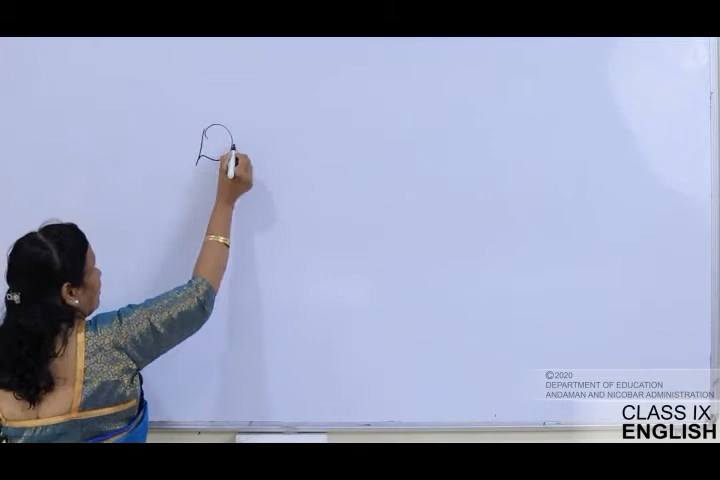 ©2020
DEPARTMENT OF EDUCATION
ANDAMAN AND NICOBAR ADMINISTRATION
CLASS IX
ENGLISH